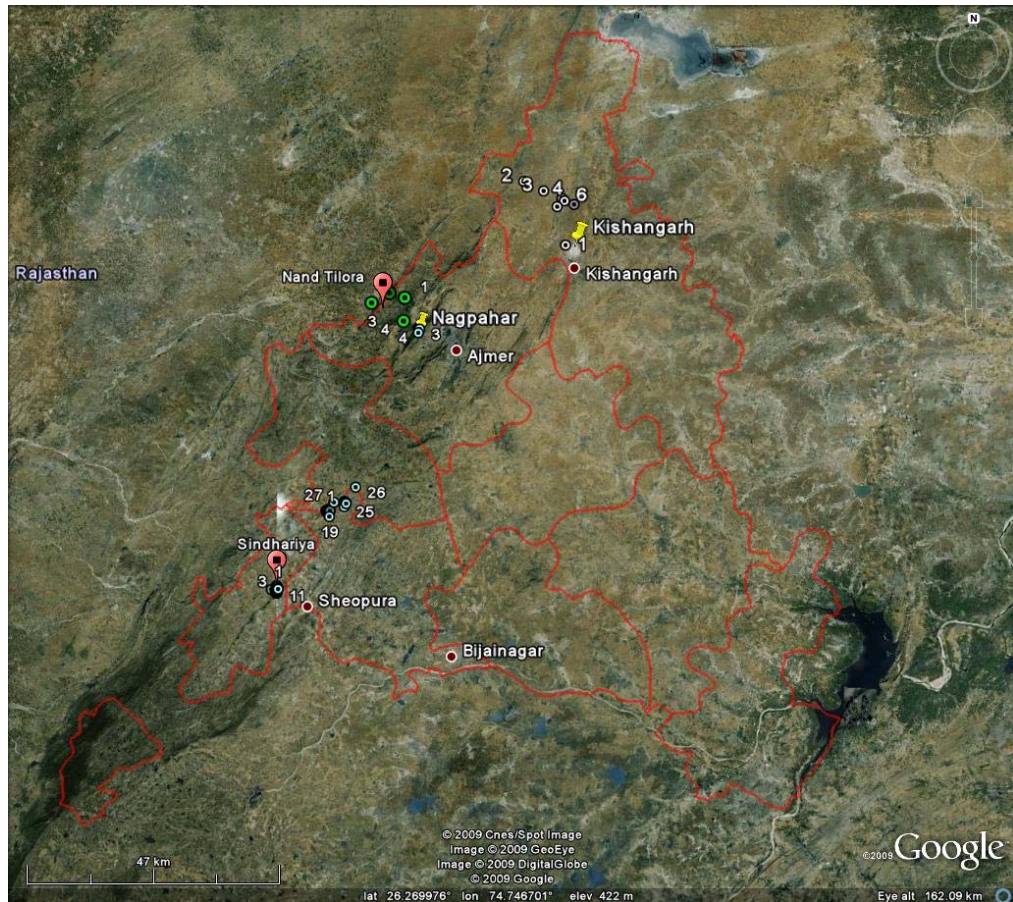 N
2 3 4 6
Kishangarh
1
Kishangarh
Rajasthan
Nand Tilora
1
3 4
Nagpahar
4 3
Ajmer
27 1 26
25
19
Sindhariya
1
3
11
Sheopura
Bijainagar
© 2009 Cnes/Spot Image
Image © 2009 GeoEye
Image © 2009 DigitalGlobe
© 2009 Google
©2009 Google
47 km
lat 26.269976° lon 74.746701° elev 422 m
Eye alt 162.09 km